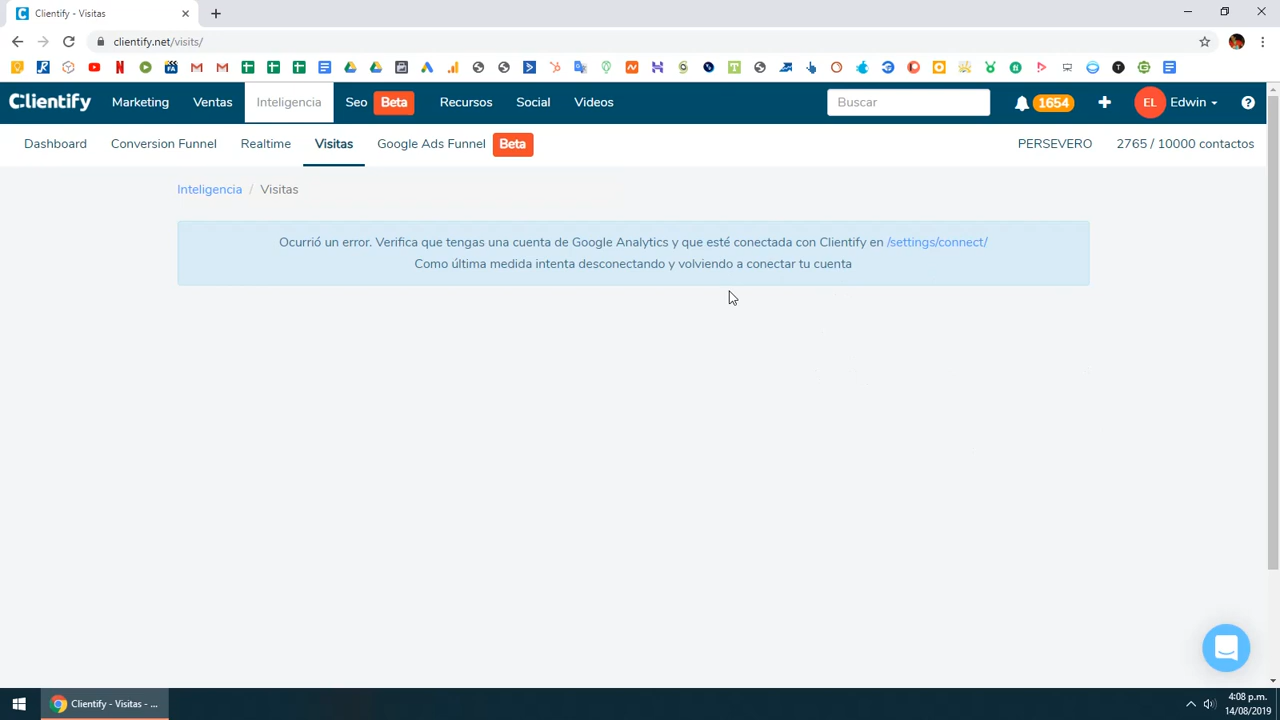 Clientify - Visitas
clientify.net/visits/
Clientify
Marketing
Ventas
Inteligencia
Seo Beta
Recursos
Social
Videos
Buscar
1654
EL
Edwin
Dashboard
Conversion Funnel
Realtime
Visitas
Google Ads Funnel Beta
PERSEVERO
2765 / 10000 contactos
Inteligencia / Visitas
Ocurrió un error. Verifica que tengas una cuenta de Google Analytics y que esté conectada con Clientify en /settings/connect/
Como última medida intenta desconectando y volviendo a conectar tu cuenta
Clientify - Visitas - ...
4:08 p.m.
14/08/2019